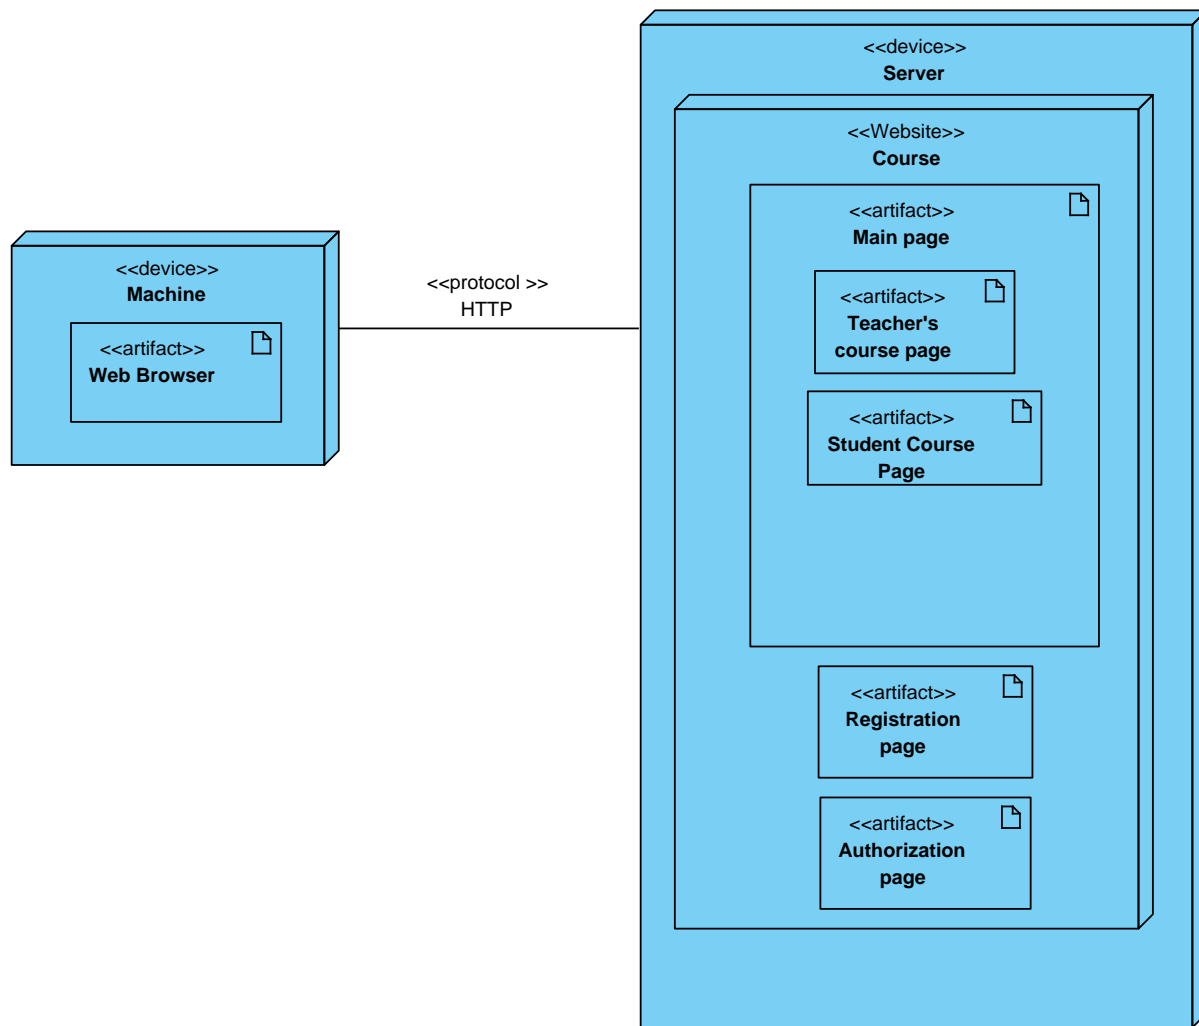 <<device>>
Server
<<Website>>
Course
<<artifact>>
Main page
<<artifact>>
Teacher's
course page
<<artifact>>
Student Course
Page
<<artifact>>
Registration
page
<<artifact>>
Authorization
page
<<device>>
Machine
<<artifact>>
Web Browser
<<protocol >>
HTTP